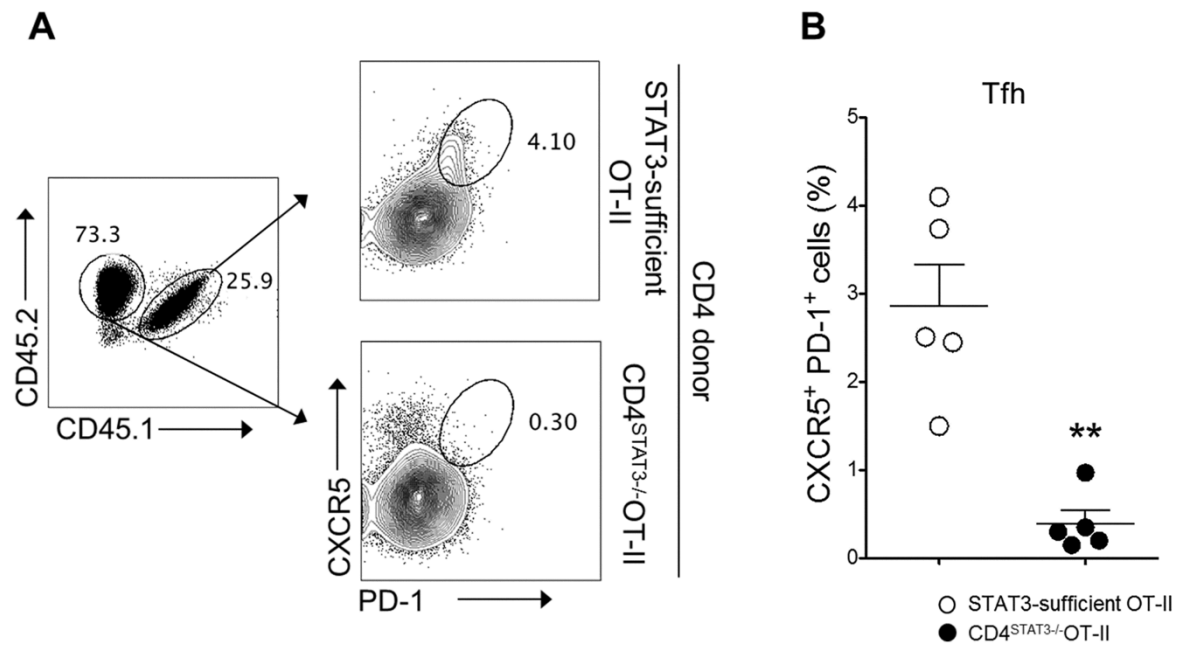 A
CD45.2
CD45.1
73.3
25.9
4.10
STAT3-sufficient
OT-II
0.30
CD4STAT3-/-OT-II
CD4 donor
CXCR5
PD-1
B
Tfh
CXCR5+ PD-1+ cells (%)
5
4
3
2
1
0
**
STAT3-sufficient OT-II
CD4STAT3-/-OT-II